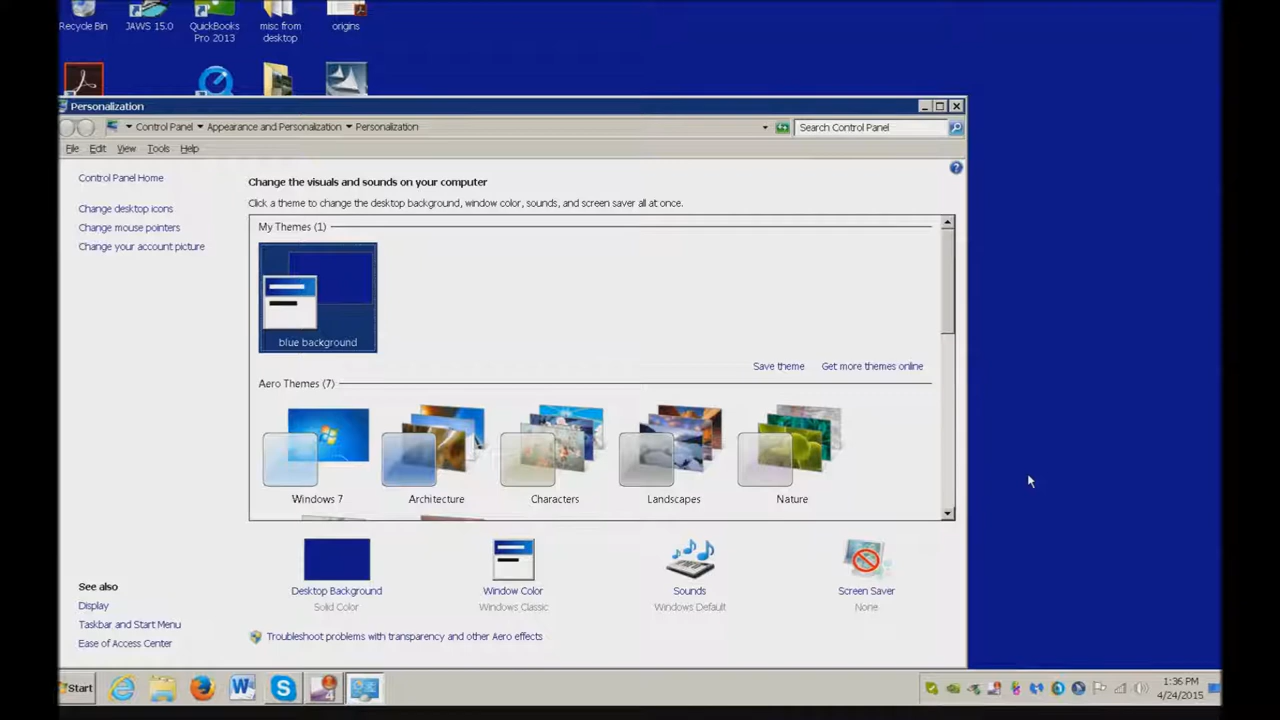 Recycle Bin
JAWS 15.0
QuickBooks
Pro 2013
misc from
desktop
origins
Personalization
Control Panel
Appearance and Personalization
Personalization
Search Control Panel
File
Edit
View
Tools
Help
Control Panel Home
Change desktop icons
Change mouse pointers
Change your account picture
Change the visuals and sounds on your computer
Click a theme to change the desktop background, window color, sounds, and screen saver all at once.
My Themes (1)
blue background
Save theme
Get more themes online
Aero Themes (7)
Windows 7
Architecture
Characters
Landscapes
Nature
Desktop Background
Solid Color
Window Color
Windows Classic
Sounds
Windows Default
Screen Saver
None
See also
Display
Taskbar and Start Menu
Ease of Access Center
Troubleshoot problems with transparency and other Aero effects
Start
1:36 PM
4/24/2015